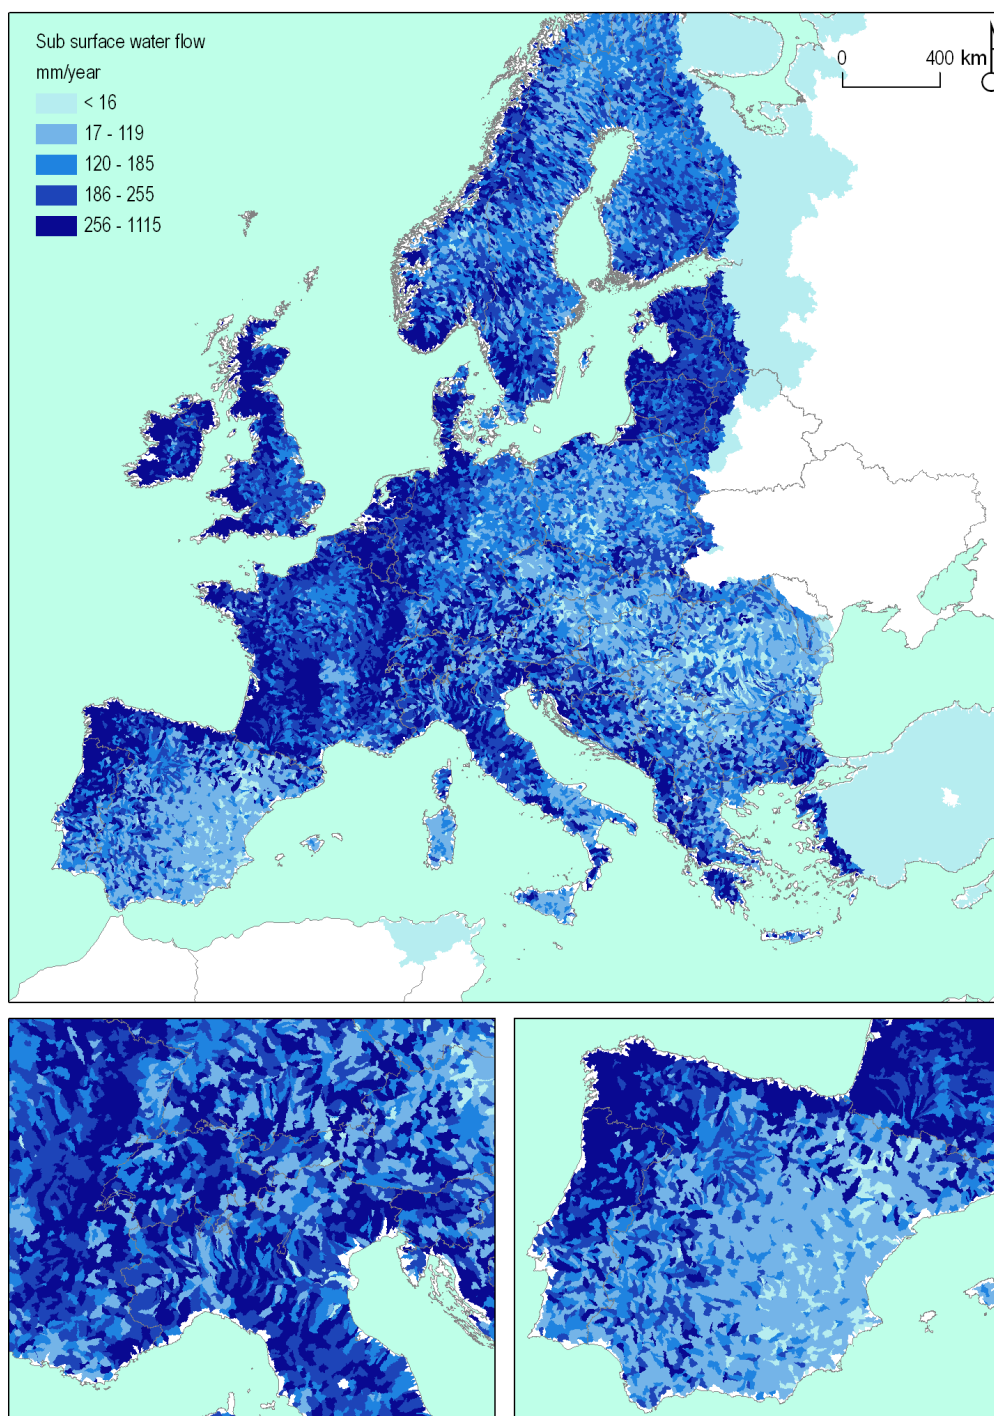 Sub surface water flow
mm/year
< 16
17 - 119
120 - 185
186 - 255
256 - 1115
0 400 km